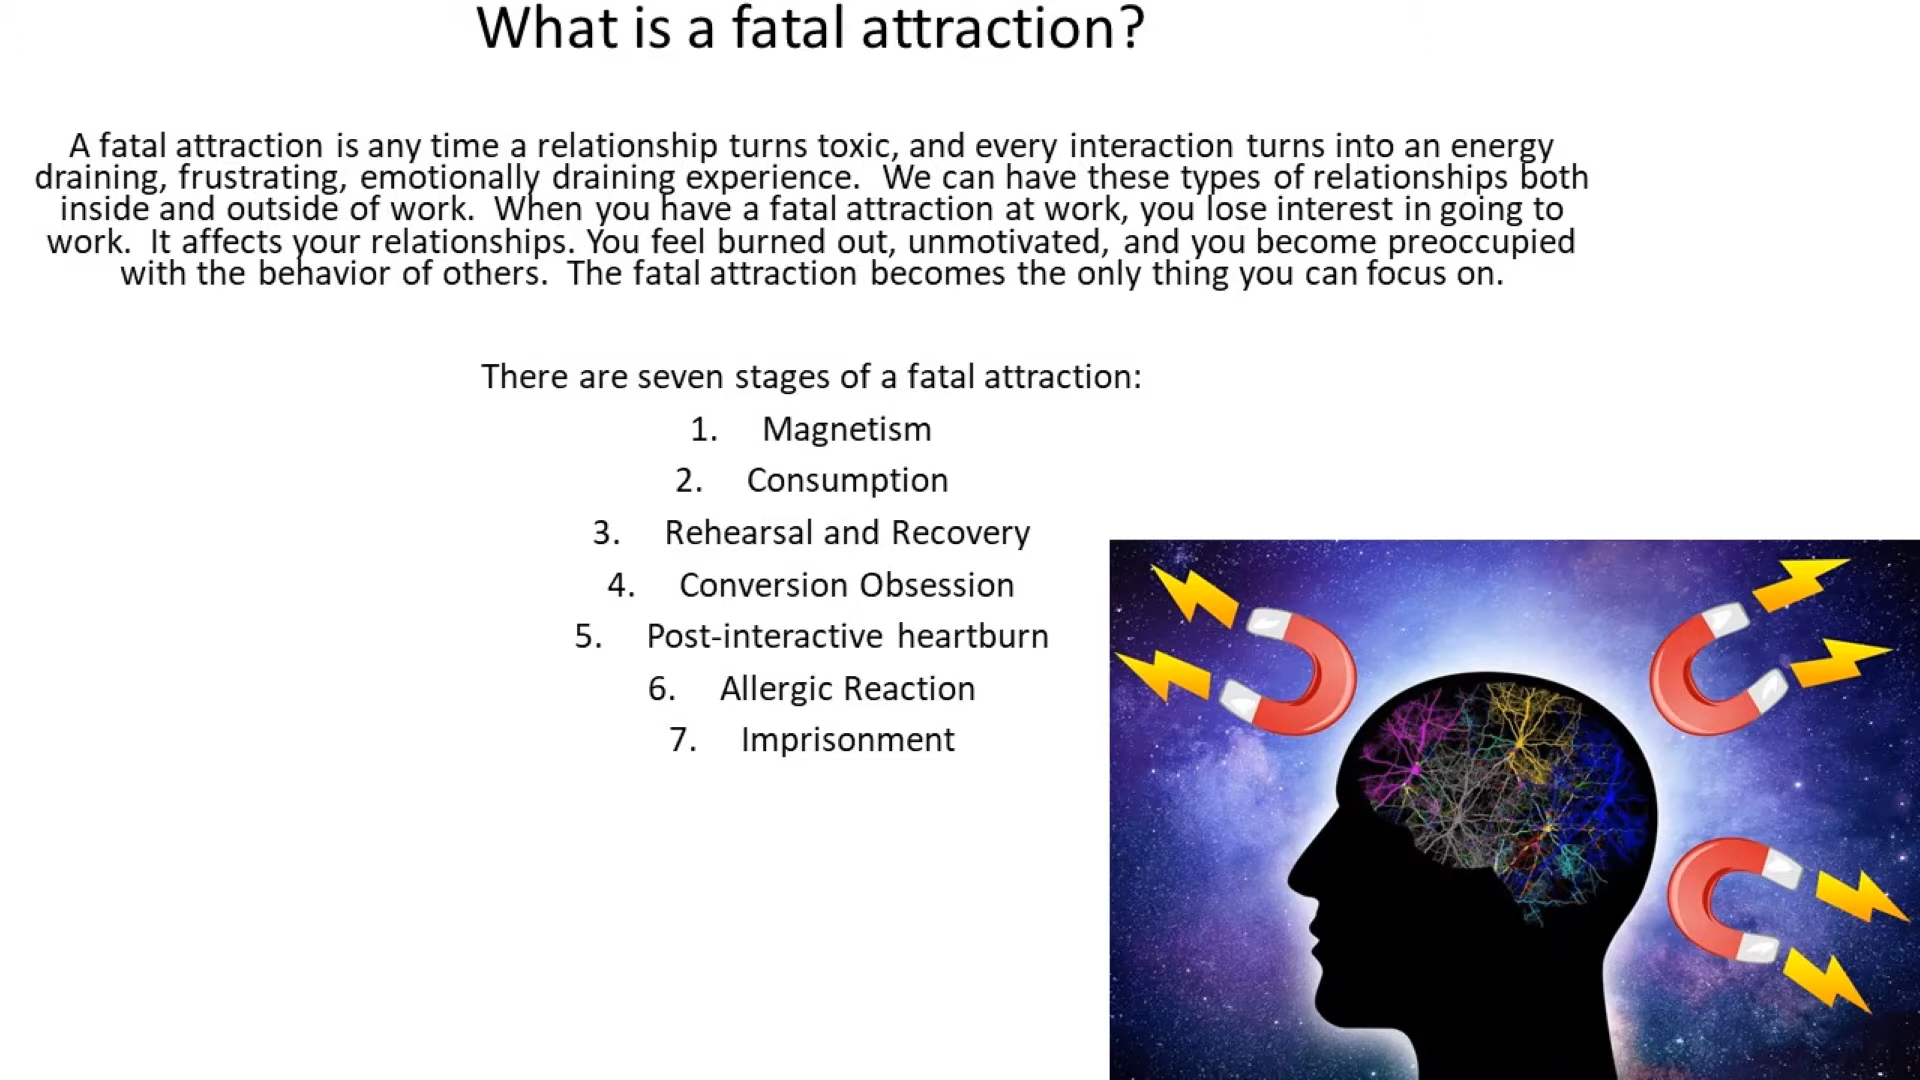 What is a fatal attraction?
A fatal attraction is any time a relationship turns toxic, and every interaction turns into an energy
draining, frustrating, emotionally draining experience.  We can have these types of relationships both
inside and outside of work.  When you have a fatal attraction at work, you lose interest in going to
work.  It affects your relationships. You feel burned out, unmotivated, and you become preoccupied
with the behavior of others.  The fatal attraction becomes the only thing you can focus on.
There are seven stages of a fatal attraction:
1. Magnetism
2. Consumption
3. Rehearsal and Recovery
4. Conversion Obsession
5. Post-interactive heartburn
6. Allergic Reaction
7. Imprisonment